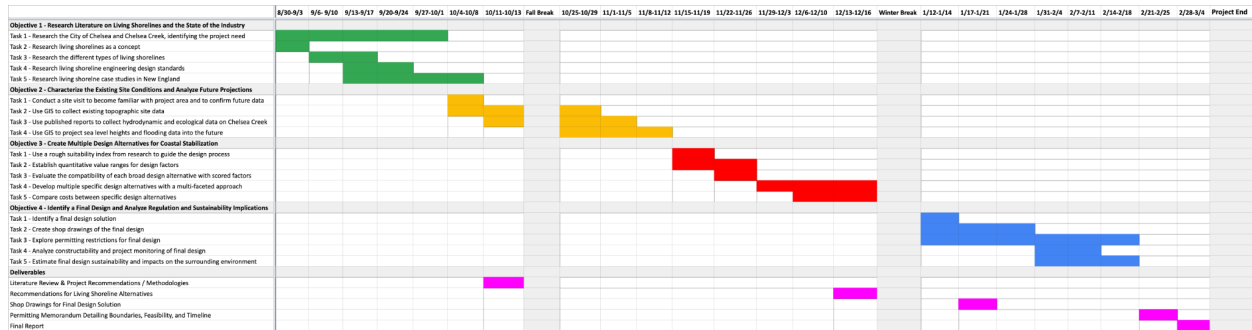 8/30-9/3 9/6- 9/10 9/13-9/17 9/20-9/24 9/27-10/1 10/4-10/8 10/11-10/13 Fall Break 10/25-10/29 11/1-11/5 11/8-11/12 11/15-11/19 11/22-11/26 11/29-12/3 12/6-12/10 12/13-12/16 Winter Break 1/12-1/14 1/17-1/21 1/24-1/28 1/31-2/4 2/7-2/11 2/14-2/18 2/21-2/25 2/28-3/4 Project End
Objective 1 - Research Literature on Living Shorelines and the State of the Industry
Task 1 - Research the City of Chelsea and Chelsea Creek, identifying the project need
Task 2 - Research living shorelines as a concept
Task 3 - Research the different types of living shorelines
Task 4 - Research living shoreline engineering design standards
Task 5 - Research living shorelne case studies in New England
Objective 2 - Characterize the Existing Site Conditions and Analyze Future Projections
Task 1 - Conduct a site visit to become familiar with project area and to confirm future data
Task 2 - Use GIS to collect existing topographic site data
Task 3 - Use published reports to collect hydrodynamic and ecological data on Chelsea Creek
Task 4 - Use GIS to project sea level heights and flooding data into the future
Objective 3 - Create Multiple Design Alternatives for Coastal Stabilization
Task 1 - Use a rough suitability index from research to guide the design process
Task 2 - Establish quantitative value ranges for design factors
Task 3 - Evaluate the compatibility of each broad design alternative with scored factors
Task 4 - Develop multiple specific design alternatives with a multi-faceted approach
Task 5 - Compare costs between specific design alternatives
Objective 4 - Identify a Final Design and Analyze Regulation and Sustainability Implications
Task 1 - Identify a final design solution
Task 2 - Create shop drawings of the final design
Task 3 - Explore permitting restrictions for final design
Task 4 - Analyze constructability and project monitoring of final design
Task 5 - Estimate final design sustainability and impacts on the surrounding environment
Deliverables
Literature Review & Project Recommendations / Methodologies
Recommendations for Living Shoreline Alternatives
Shop Drawings for Final Design Solution
Permitting Memorandum Detailing Boundaries, Feasibility, and Timeline
Final Report